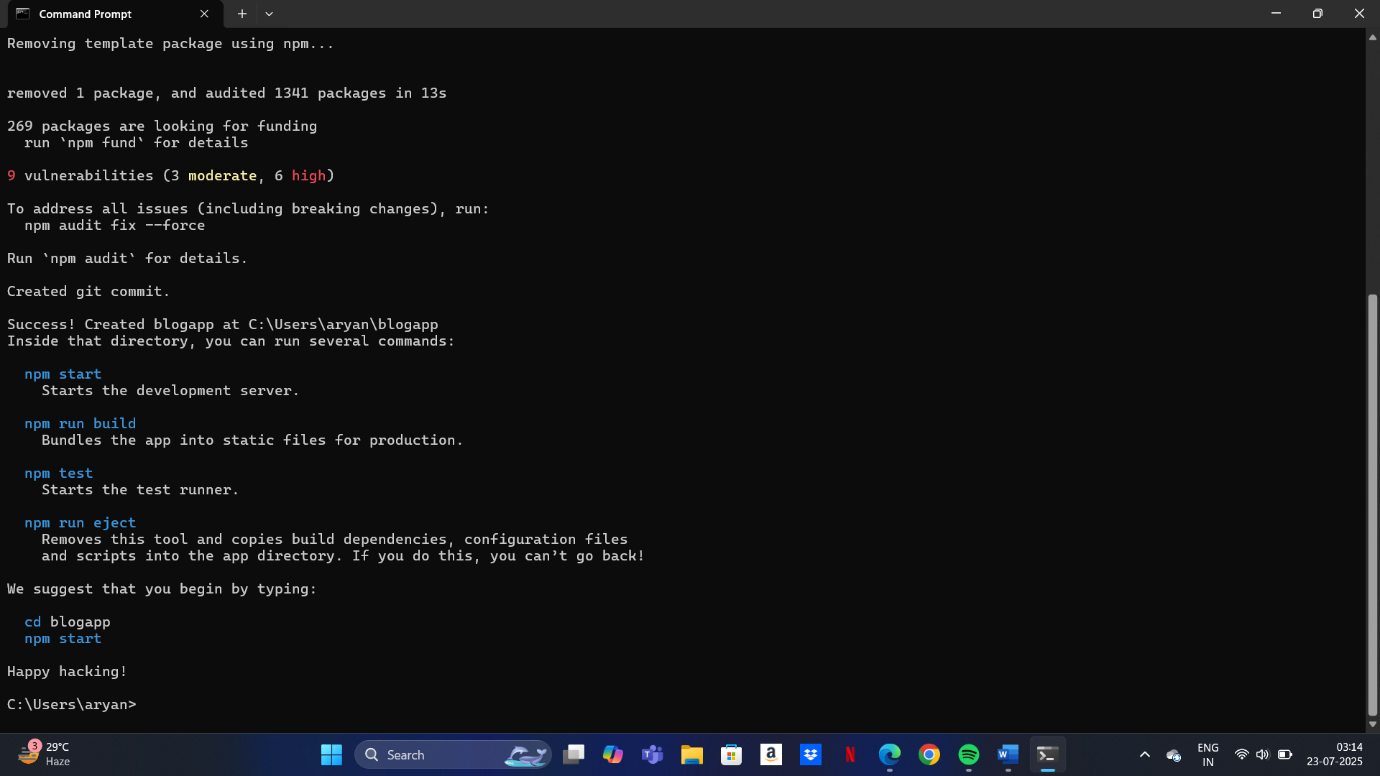 Command Prompt
Removing template package using npm...
removed 1 package, and audited 1341 packages in 13s
269 packages are looking for funding
run `npm fund` for details
9 vulnerabilities (3 moderate, 6 high)
To address all issues (including breaking changes), run:
npm audit fix --force
Run `npm audit` for details.
Created git commit.
Success! Created blogapp at C:\Users\aryan\blogapp
Inside that directory, you can run several commands:
npm start
Starts the development server.
npm run build
Bundles the app into static files for production.
npm test
Starts the test runner.
npm run eject
Removes this tool and copies build dependencies, configuration files
and scripts into the app directory. If you do this, you can’t go back!
We suggest that you begin by typing:
cd blogapp
npm start
Happy hacking!
C:\Users\aryan>
3
29°C
Haze
Search
ENG
IN
03:14
23-07-2025